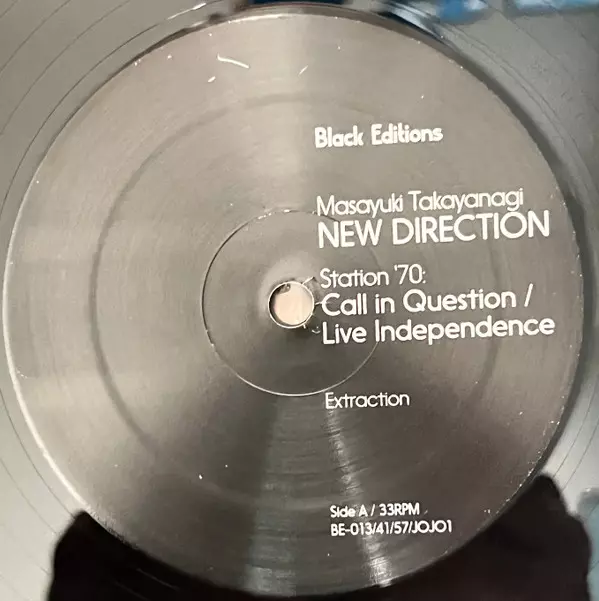 Black Editions
Masayuki Takayanagi
NEW DIRECTION
Station '70:
Call in Question /
Live Independence
Extraction
Side A / 33RPM
BE-013/41/57/JOJO1